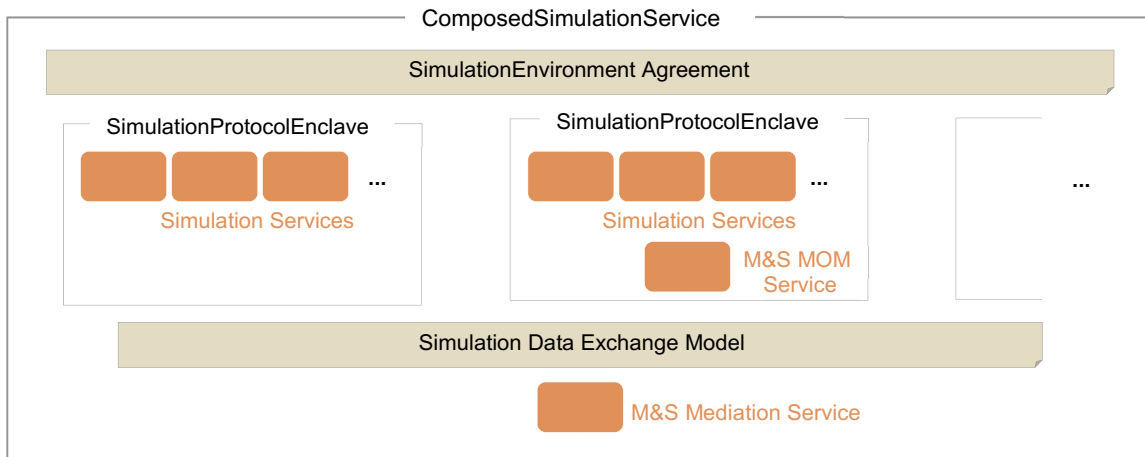 ComposedSimulationService
SimulationEnvironment Agreement
SimulationProtocolEnclave
...
Simulation Services
SimulationProtocolEnclave
...
Simulation Services
M&S MOM
Service
...
Simulation Data Exchange Model
M&S Mediation Service